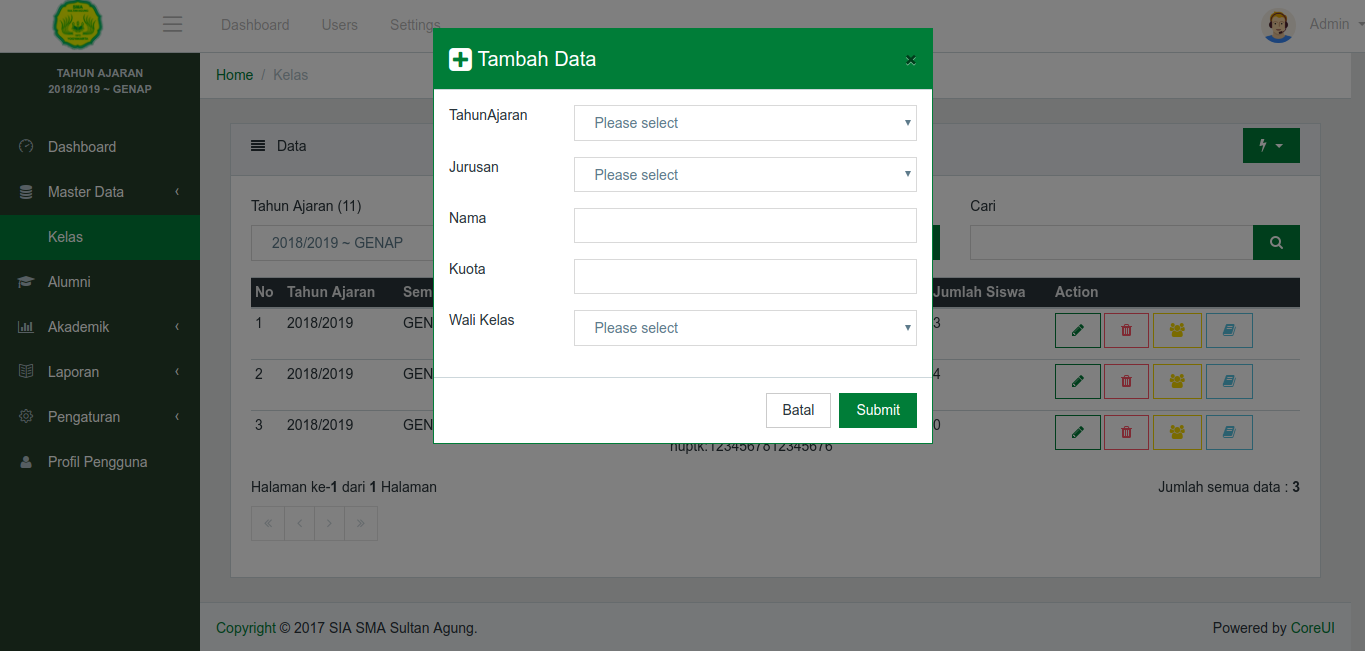 Dashboard Users Settings Admin
TAHUN AJARAN
2018/2019 ~ GENAP
Home / Kelas
Dashboard
Master Data
Kelas
Alumni
Akademik
Laporan
Pengaturan
Profil Pengguna
Tambah Data ×
TahunAjaran Please select
Jurusan Please select
Nama
Kuota
Wali Kelas Please select
Batal Submit
Data
Tahun Ajaran (11) Cari
2018/2019 ~ GENAP
No Tahun Ajaran Sem Jumlah Siswa Action
1 2018/2019 GEN 3
2 2018/2019 GEN 4
3 2018/2019 GEN 0
nuptk:1234567812345676
Halaman ke-1 dari 1 Halaman Jumlah semua data : 3
« ‹ › »
Copyright © 2017 SIA SMA Sultan Agung. Powered by CoreUI